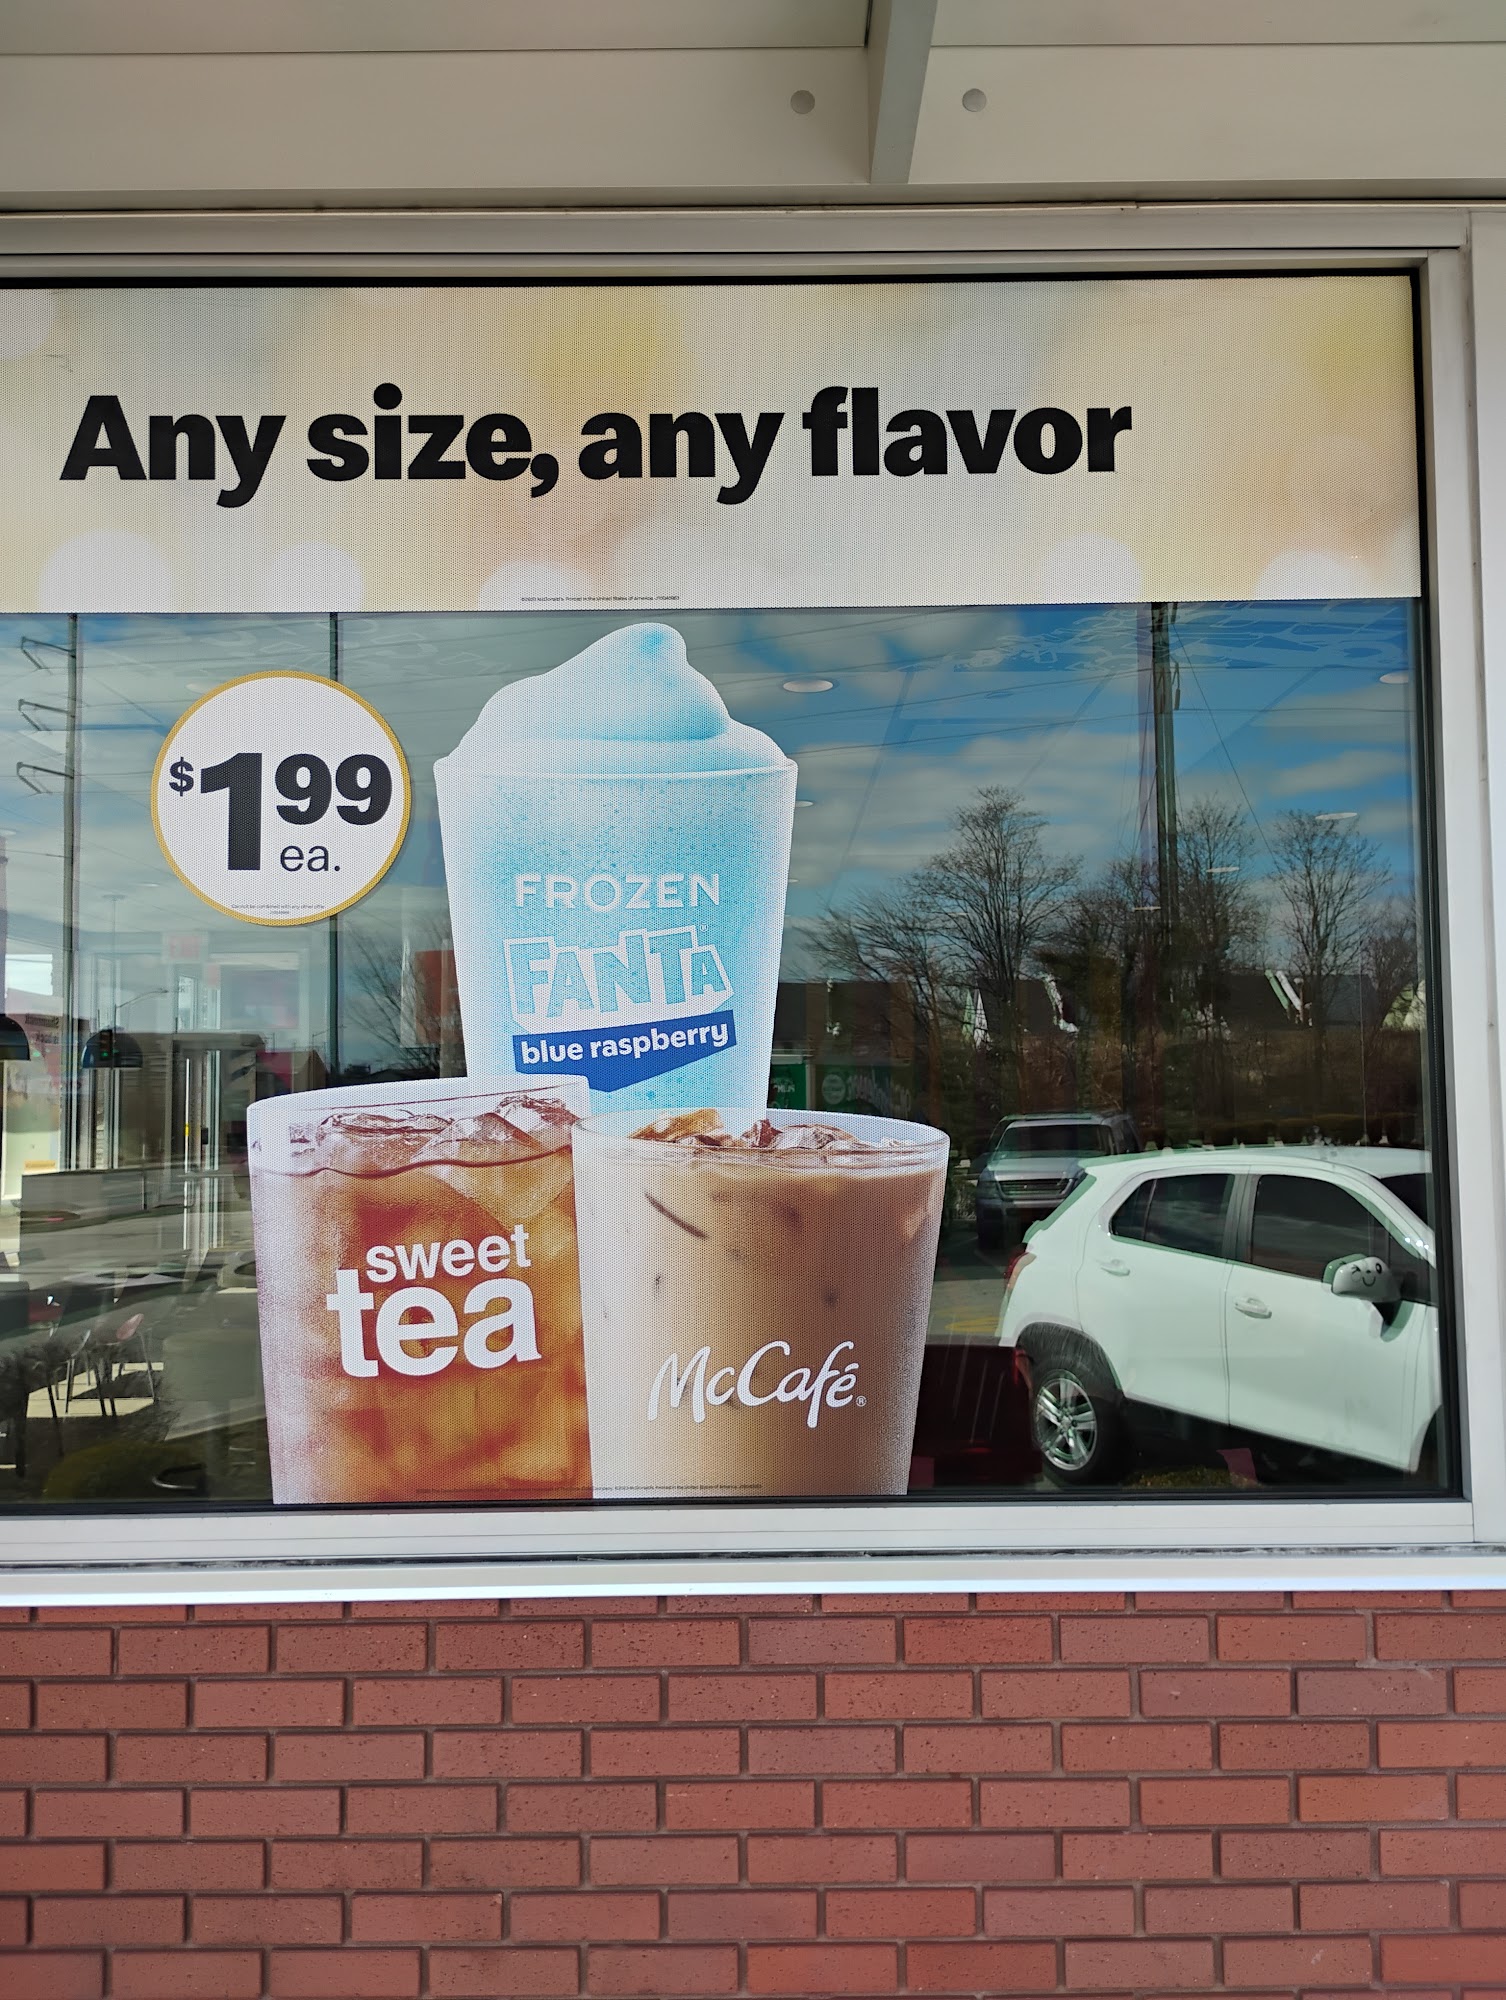 Any size, any flavor
$1.99
ea.
FROZEN
FANTA®
blue raspberry
sweet
tea
McCafé®